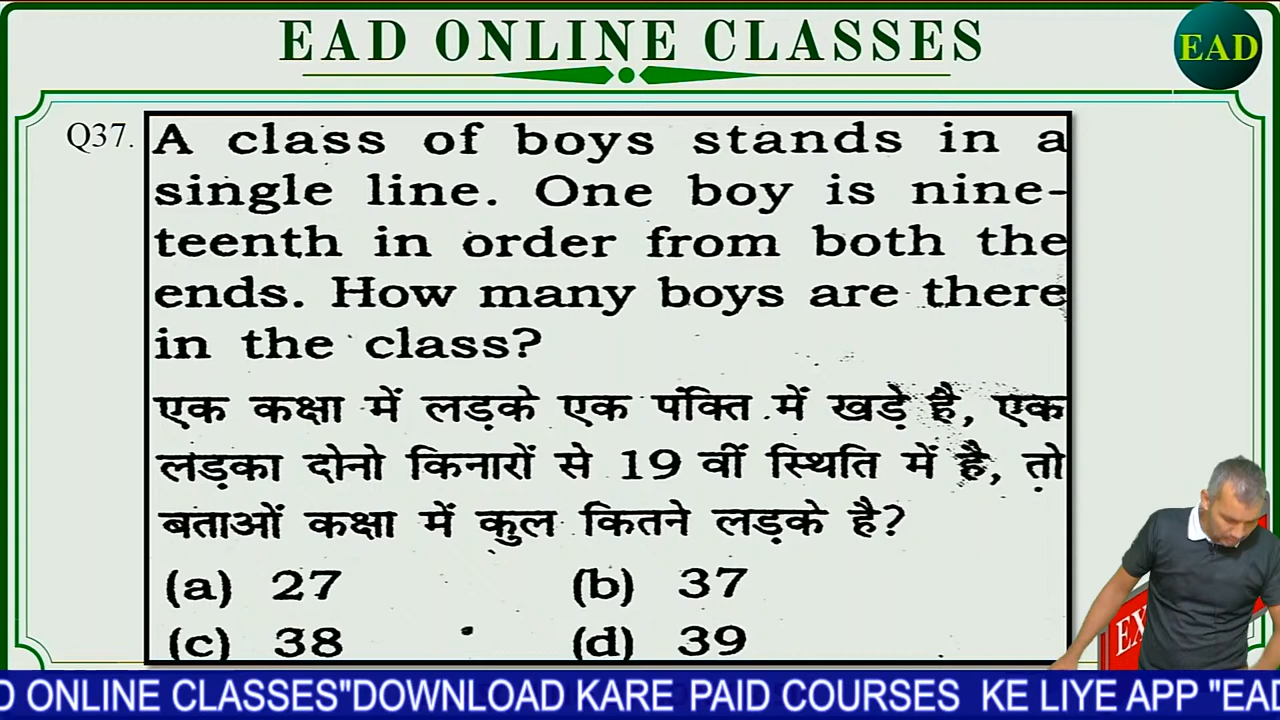 EAD ONLINE CLASSES
EAD
Q37.
A class of boys stands in a
single line. One boy is nine-
teenth in order from both the
ends. How many boys are there
in the class?
एक कक्षा में लड़के एक पंक्ति में खड़े है, एक
लड़का दोनो किनारों से 19 वीं स्थिति में है, तो
बताओं कक्षा में कुल कितने लड़के है?
(a) 27 (b) 37
(c) 38 (d) 39
EX
D ONLINE CLASSES"DOWNLOAD KARE PAID COURSES KE LIYE APP "EAD